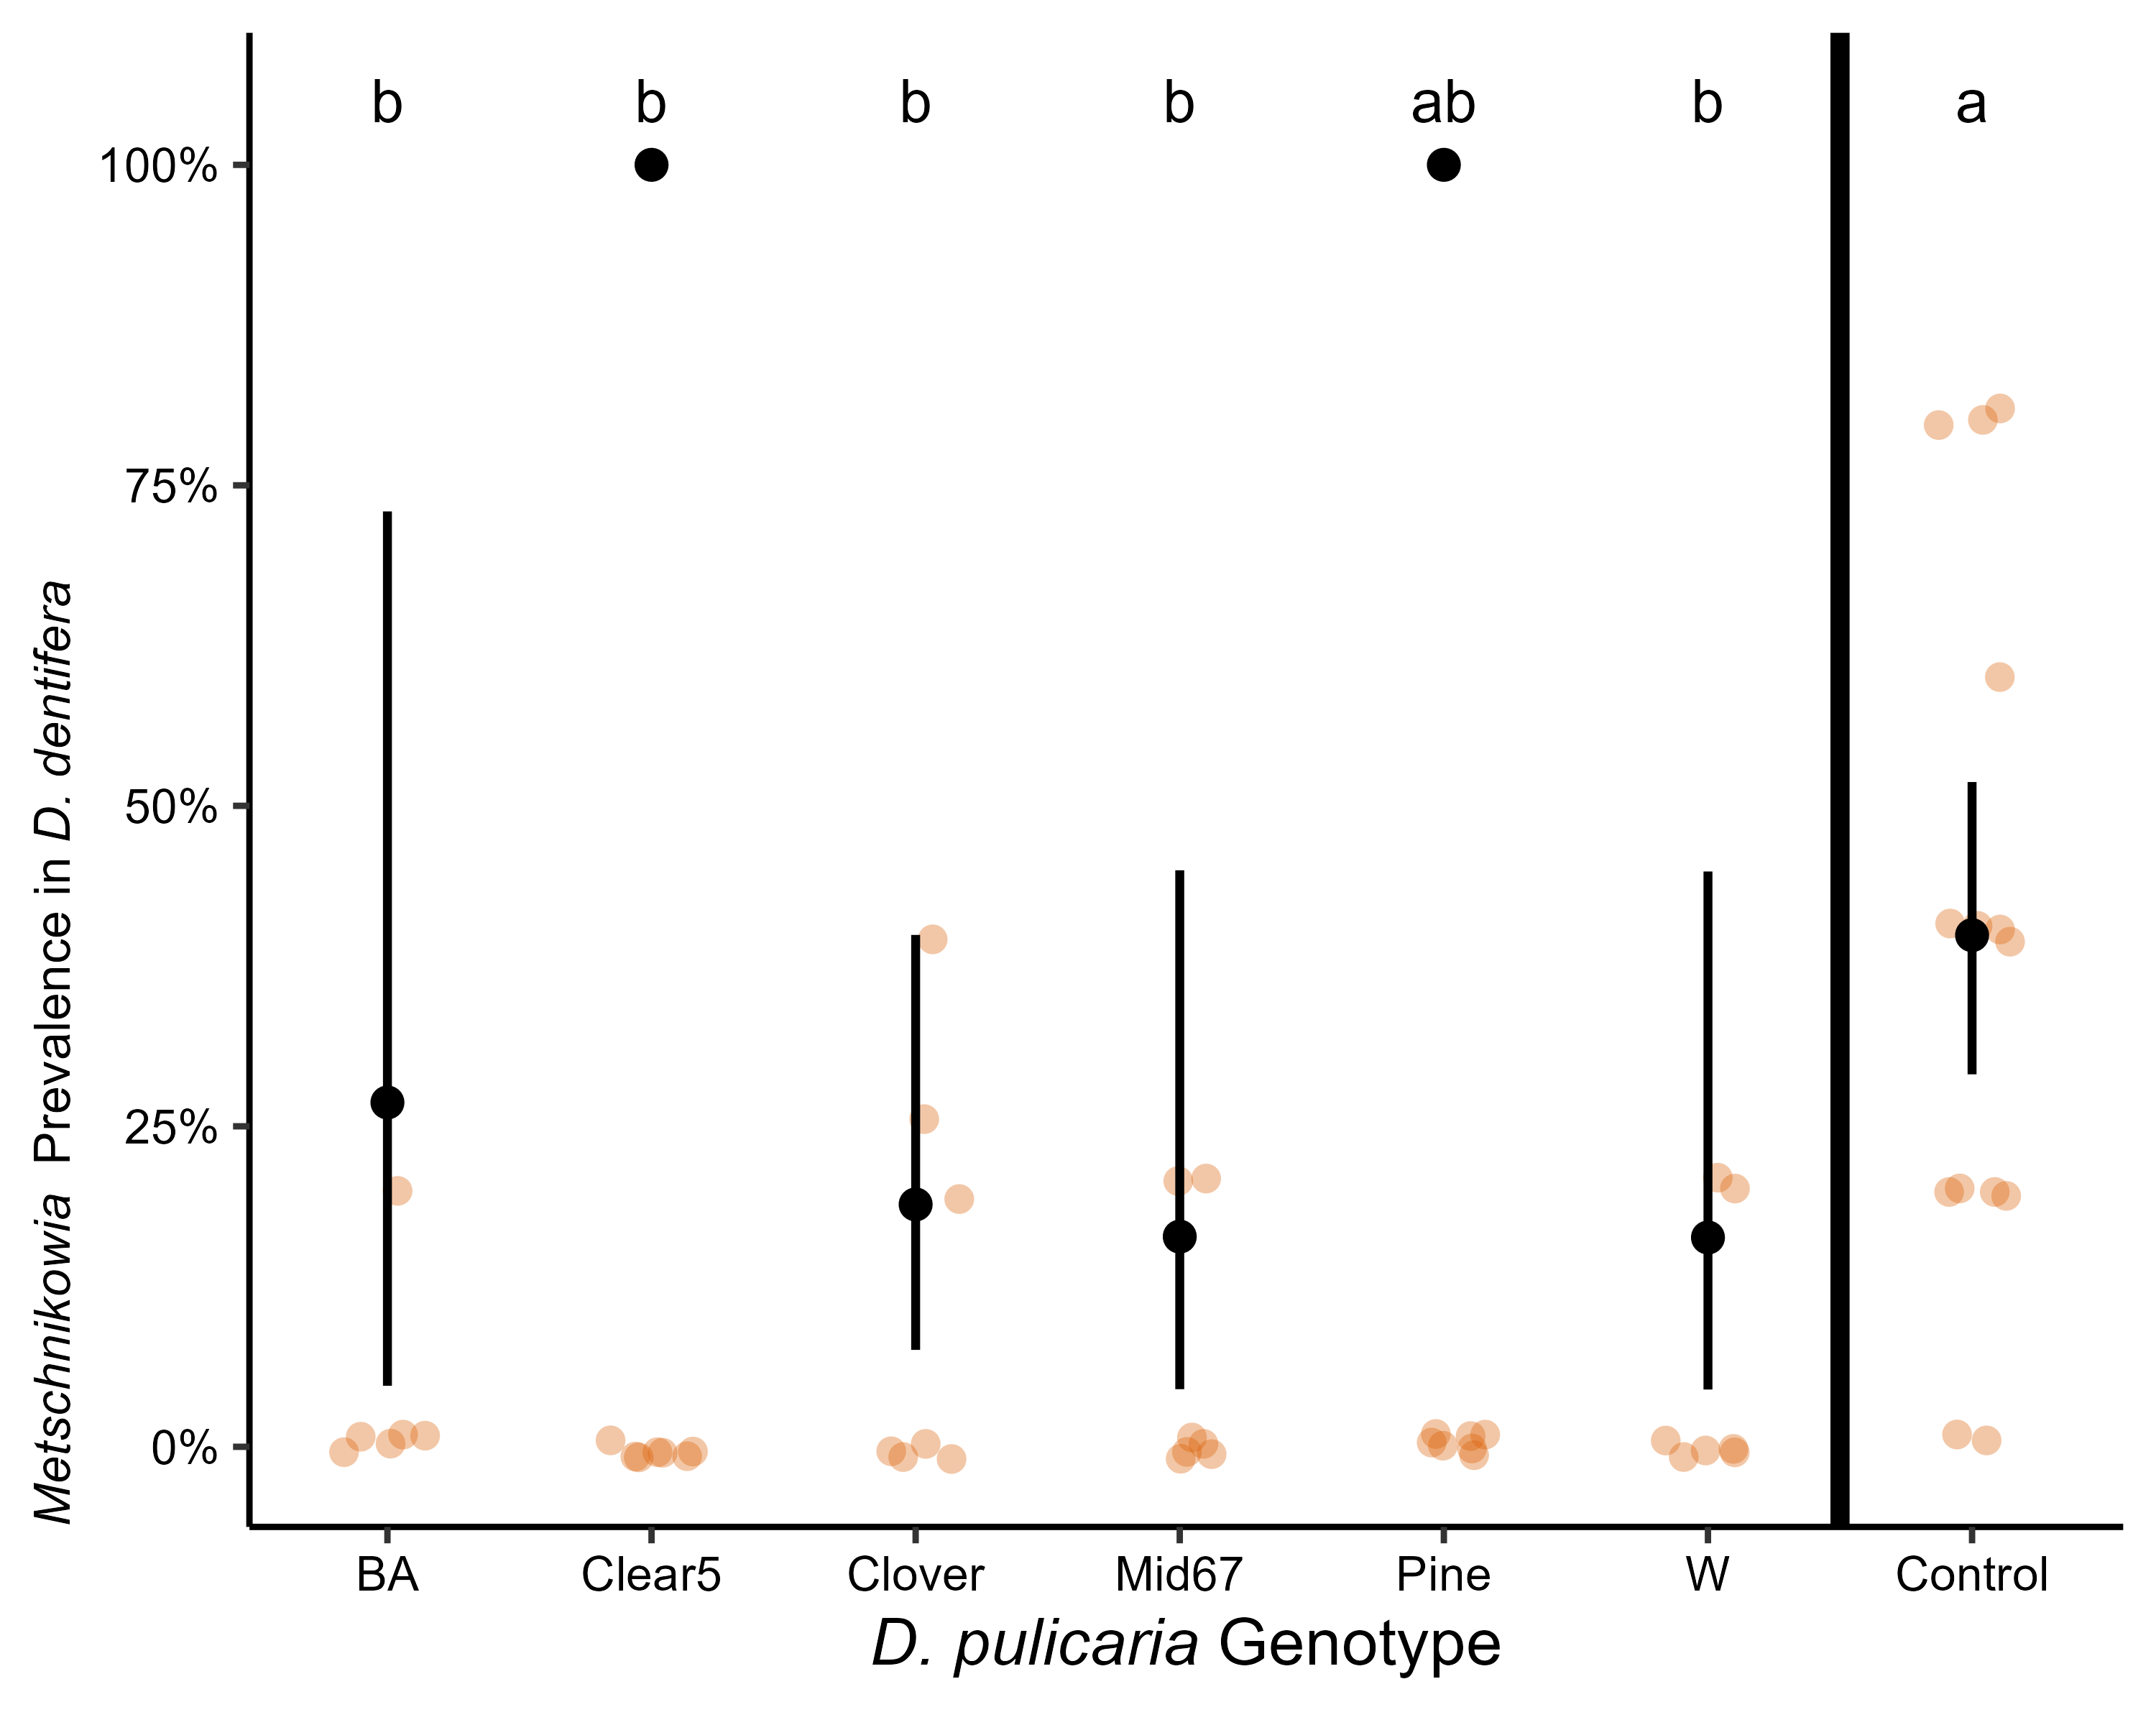 b b b b ab b a
100%
75%
50%
25%
0%
Metschnikowia Prevalence in D. dentifera
BA Clear5 Clover Mid67 Pine W Control
D. pulicaria Genotype